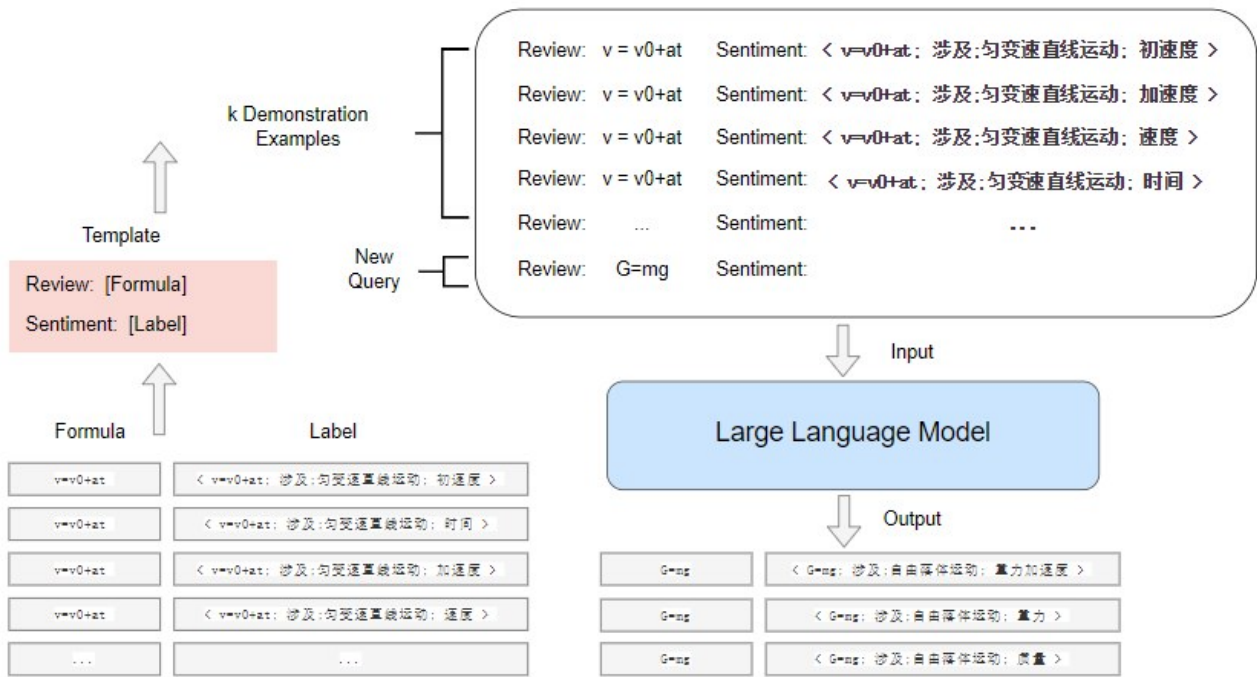 Review: v = v0+at Sentiment: < v=v0+at; 涉及:匀变速直线运动; 初速度 >
Review: v = v0+at Sentiment: < v=v0+at; 涉及:匀变速直线运动; 加速度 >
Review: v = v0+at Sentiment: < v=v0+at; 涉及:匀变速直线运动; 速度 >
Review: v = v0+at Sentiment: < v=v0+at; 涉及:匀变速直线运动; 时间 >
Review: ... Sentiment: ...
Review: G=mg Sentiment:
k Demonstration
Examples
New
Query
Template
Review: [Formula]
Sentiment: [Label]
Input
Large Language Model
Output
Formula Label
v=v0+at < v=v0+at; 涉及:匀变速直线运动; 初速度 >
v=v0+at < v=v0+at; 涉及:匀变速直线运动; 时间 >
v=v0+at < v=v0+at; 涉及:匀变速直线运动; 加速度 >
v=v0+at < v=v0+at; 涉及:匀变速直线运动; 速度 >
... ...
G=mg < G=mg; 涉及:自由落体运动; 重力加速度 >
G=mg < G=mg; 涉及:自由落体运动; 重力 >
G=mg < G=mg; 涉及:自由落体运动; 质量 >